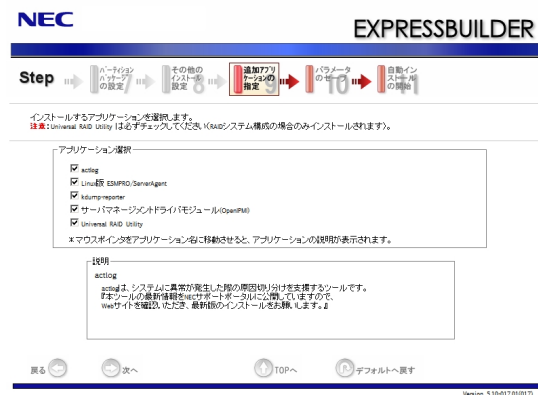 NEC
EXPRESSBUILDER
Step
パーティション/パッケージの設定 7
その他のインストール設定 8
追加アプリケーションの指定 9
パラメータのセーブ 10
自動インストールの開始 11
インストールするアプリケーションを選択します。
注意:Universal RAID Utility は必ずチェックしてください(RAIDシステム構成の場合のみインストールされます)。
アプリケーション選択
actlog
Linux版 ESMPRO/ServerAgent
kdump-reporter
サーバマネージメントドライバモジュール(OpenIPMI)
Universal RAID Utility
*マウスポインタをアプリケーション名に移動させると、アプリケーションの説明が表示されます。
説明
actlog
actlogは、システムに異常が発生した際の原因切り分けを支援するツールです。
『本ツールの最新情報をNECサポートポータルに公開していますので、
Webサイトを確認いただき、最新版のインストールをお願いします。』
戻る
次へ
TOPへ
デフォルトへ戻す
Version 5.10-017.01(017)